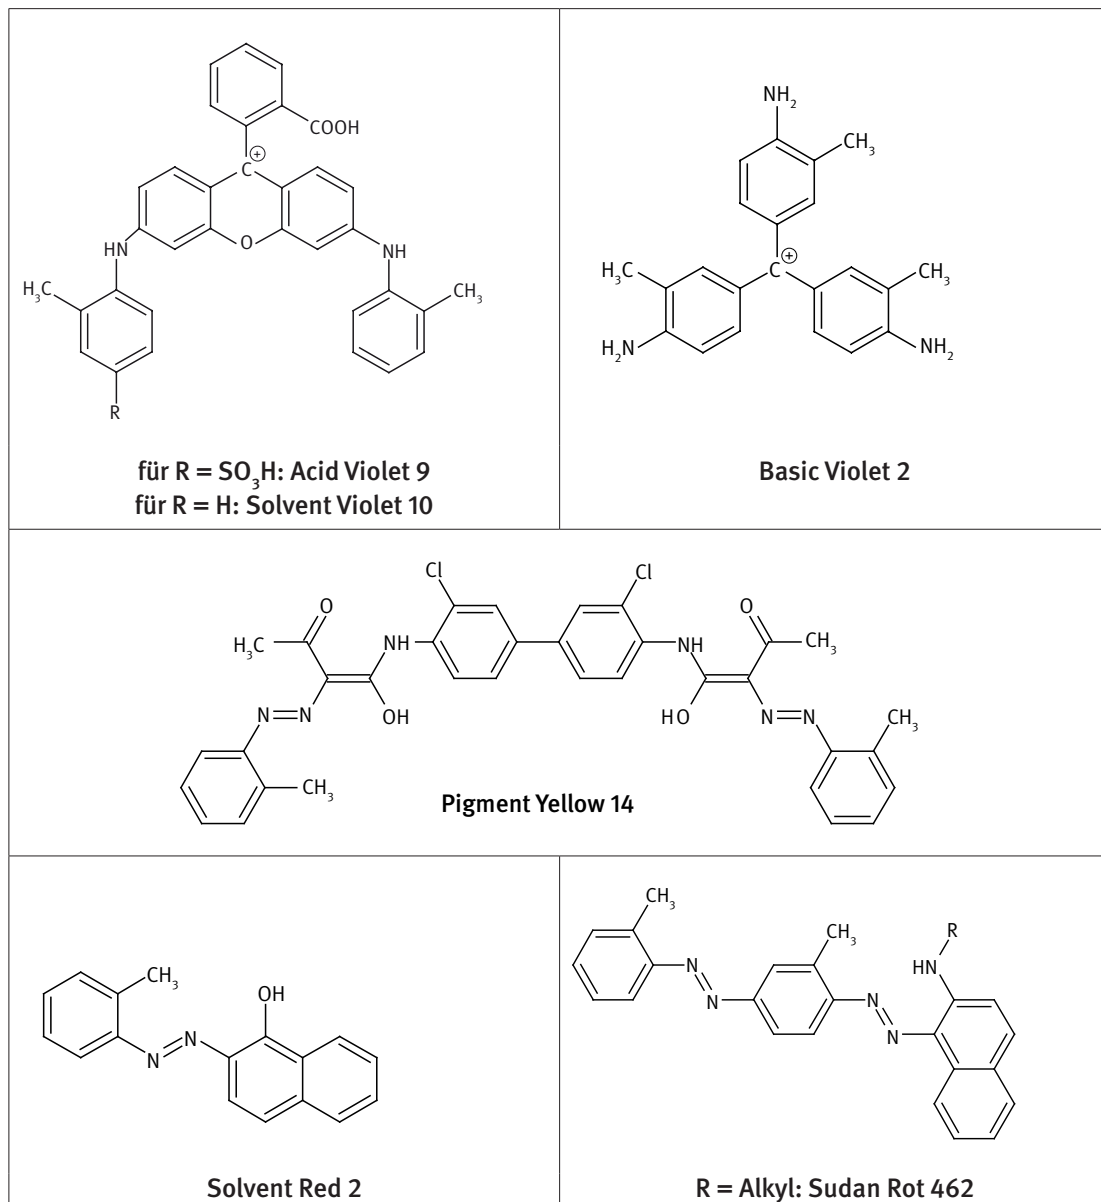 COOH
C⊕
HN
O
NH
H₃C
CH₃
R
für R = SO₃H: Acid Violet 9
für R = H: Solvent Violet 10
NH₂
CH₃
C⊕
H₃C
CH₃
H₂N
NH₂
Basic Violet 2
Cl
Cl
O
O
H₃C
NH
NH
CH₃
OH
HO
N=N
N=N
CH₃
CH₃
Pigment Yellow 14
CH₃
OH
N=N
Solvent Red 2
CH₃
CH₃
R
HN
N=N
N=N
R = Alkyl: Sudan Rot 462